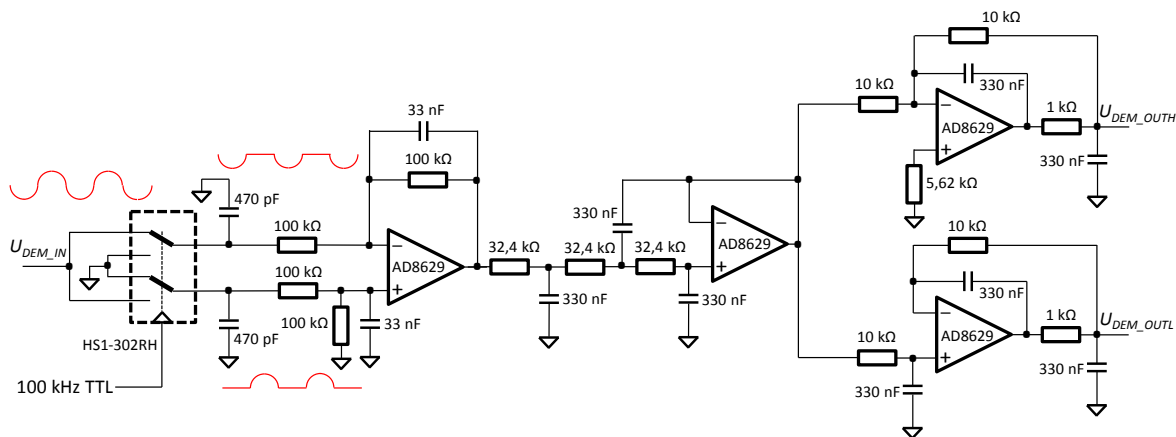 10 kΩ
10 kΩ
330 nF
1 kΩ
U_DEM_OUTH
AD8629
−
+
330 nF
5,62 kΩ
33 nF
100 kΩ
470 pF
330 nF
U_DEM_IN
100 kΩ
−
+
AD8629
32,4 kΩ
32,4 kΩ
32,4 kΩ
−
+
AD8629
100 kΩ
100 kΩ
33 nF
330 nF
330 nF
470 pF
HS1-302RH
100 kHz TTL
10 kΩ
330 nF
10 kΩ
−
+
AD8629
1 kΩ
U_DEM_OUTL
330 nF
330 nF